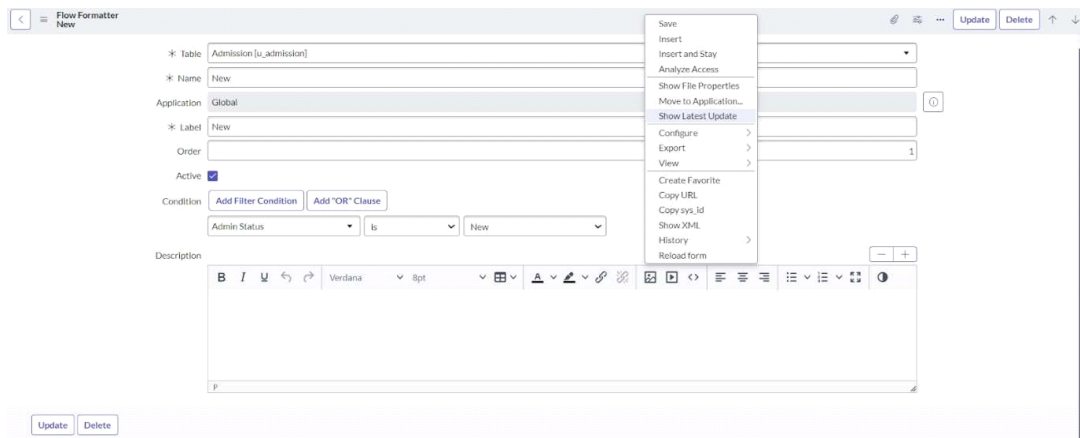 Flow Formatter
New
Update
Delete
Save
Insert
Insert and Stay
Analyze Access
Show File Properties
Move to Application...
Show Latest Update
Configure
Export
View
Create Favorite
Copy URL
Copy sys_id
Show XML
History
Reload form
* Table Admission [u_admission]
* Name New
Application Global
* Label New
Order 1
Active
Condition Add Filter Condition Add "OR" Clause
Admin Status is New
Description
B I U Verdana 8pt A
P
Update Delete